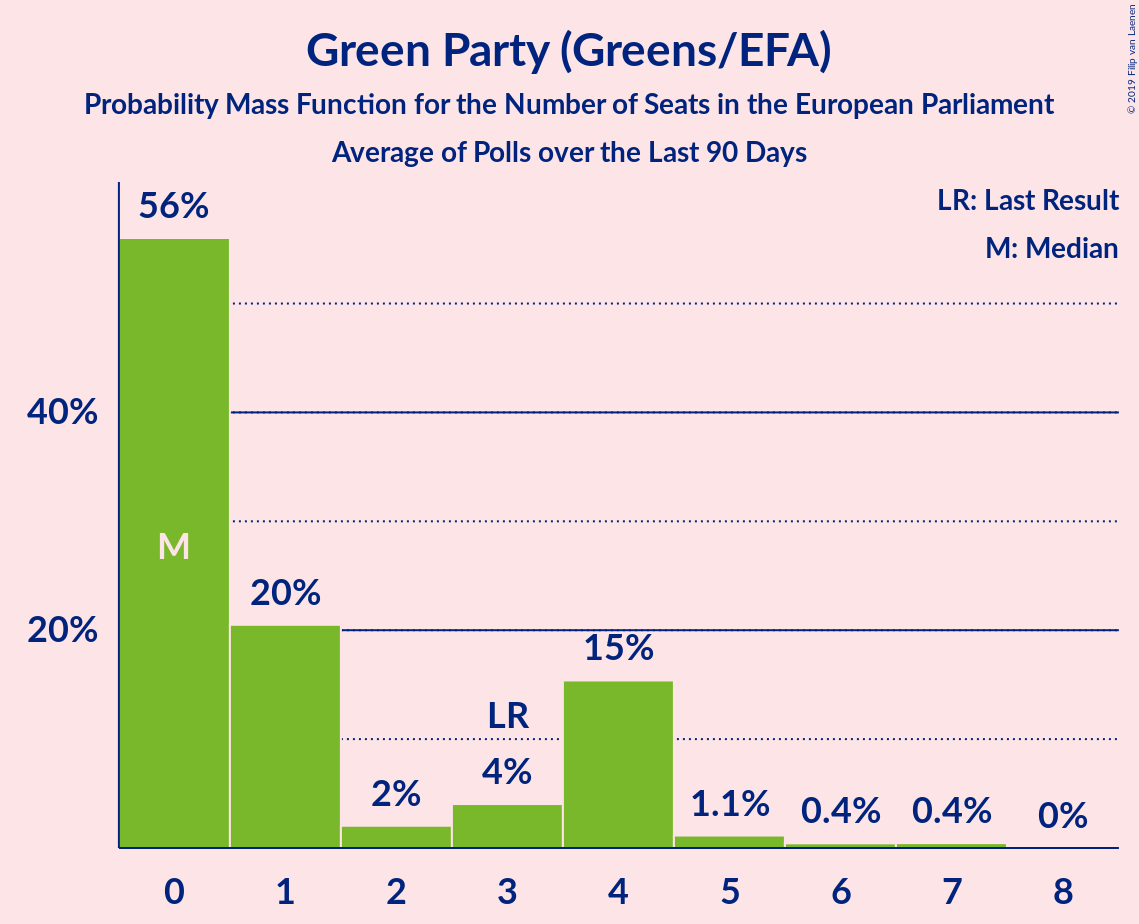 Green Party (Greens/EFA)
Probability Mass Function for the Number of Seats in the European Parliament
Average of Polls over the Last 90 Days
© 2019 Filip van Laenen
LR: Last Result
M: Median
56%
40%
M
20%
20%
15%
LR
4%
2%
1.1%
0.4%
0.4%
0%
0 1 2 3 4 5 6 7 8